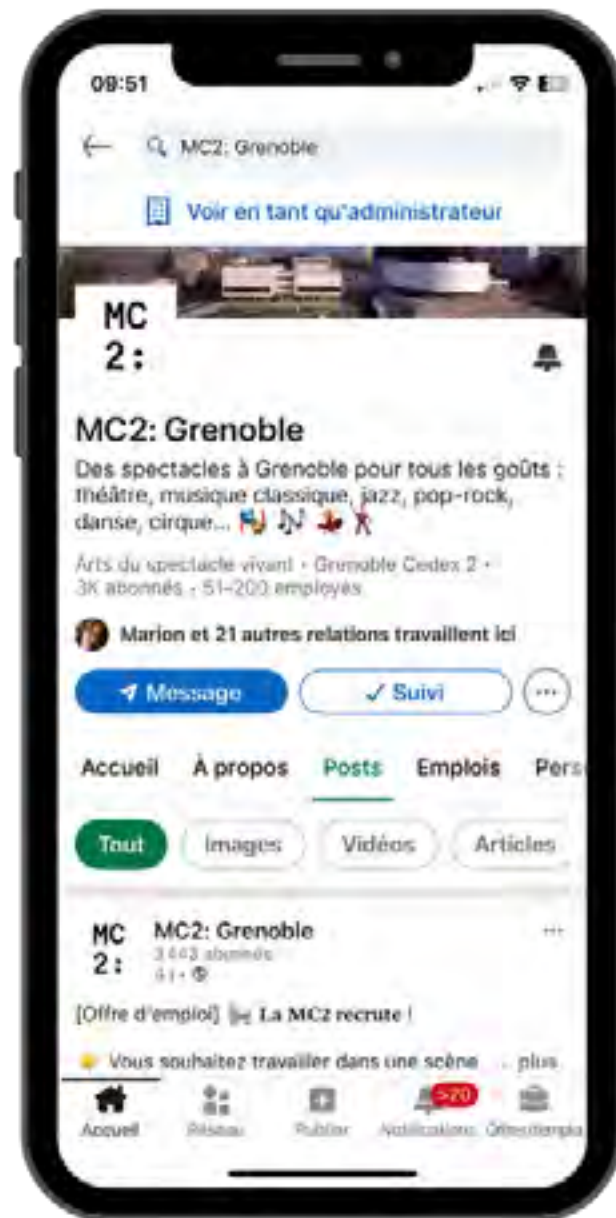 09:51
MC2: Grenoble
Voir en tant qu'administrateur
MC
2:
MC2: Grenoble
Des spectacles à Grenoble pour tous les goûts :
théâtre, musique classique, jazz, pop-rock,
danse, cirque...
Arts du spectacle vivant • Grenoble Cedex 2 •
3K abonnés • 51-200 employés
Marion et 21 autres relations travaillent ici
Message
✓ Suivi
Accueil À propos Posts Emplois Pers
Tout Images Vidéos Articles
MC
2:
MC2: Grenoble
3 443 abonnés
[Offre d'emploi] La MC2 recrute !
Vous souhaitez travailler dans une scène ... plus
>20
Accueil Réseau Publier Notifications Offres d'emploi